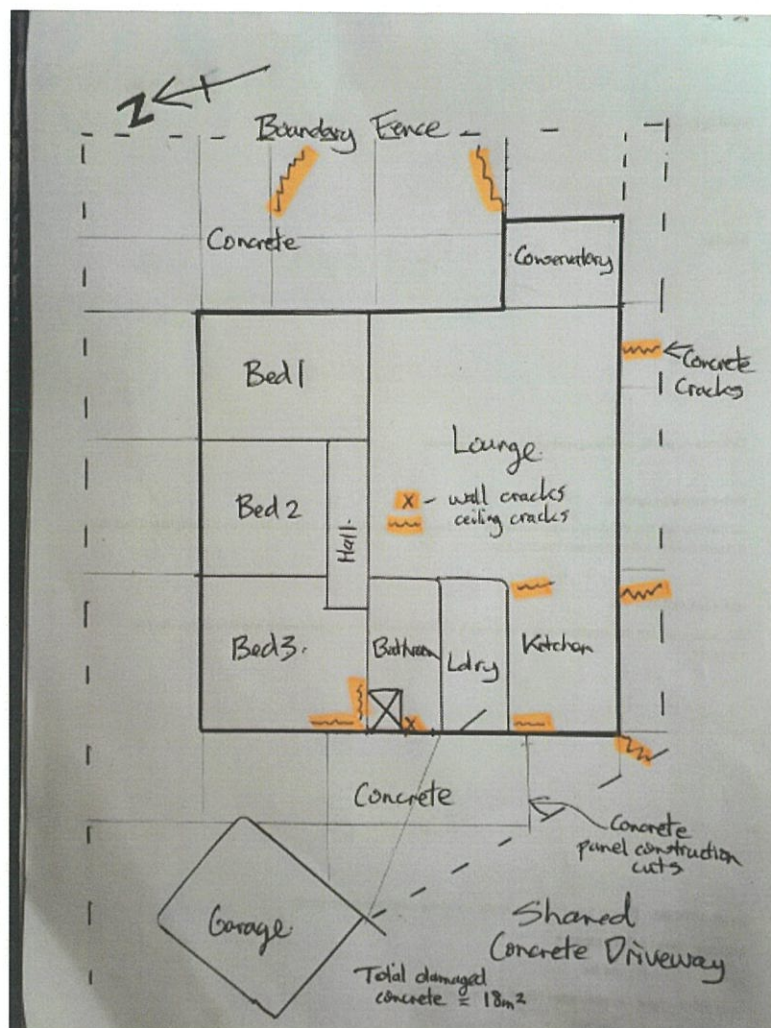 N
Boundary Fence
Concrete
Conservatory
Concrete
Cracks
Bed 1
Lounge.
X - wall cracks
ceiling cracks
Bed 2
Hall.
Bed 3.
Bathroom
Ldry
Kitchen
Concrete
Concrete
panel construction
cuts
Garage.
Shared
Concrete Driveway
Total damaged
concrete = 18m²